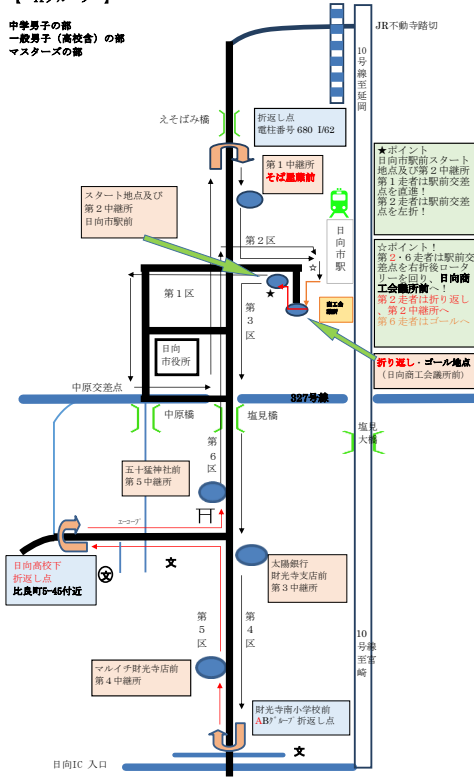 中学男子の部
一般男子（高校含）の部
マスターズの部
JR不動寺踏切
10号線至延岡
えそばみ橋
折返し点
電柱番号 680 I/62
第１中継所
そば屋藤前
★ポイント
日向市駅前スタート
地点及び第２中継所
第１走者は駅前交差
点を直進！
第２走者は駅前交差
点を左折！
スタート地点及び
第２中継所
日向市駅前
日向市駅
第２区
☆
☆ポイント！
第２・６走者は駅前交
差点を右折後ロータ
リーを回り、日向商
工会議所前へ！
第２走者は折り返し
、第２中継所へ
第６走者はゴールへ
第１区
★
第３区
日向
市役所
折り返し・ゴール地点
（日向商工会議所前）
中原交差点
327号線
中原橋
塩見橋
塩見大橋
第６区
五十猛神社前
第５中継所
エーコープ
日向高校下
折返し点
比良町5-45付近
文
文
太陽銀行
財光寺支店前
第３中継所
第５区
第４区
10号線至宮崎
マルイチ財光寺店前
第４中継所
財光寺南小学校前
ABｸﾞﾙｰﾌﾟ 折返し点
文
日向IC 入口